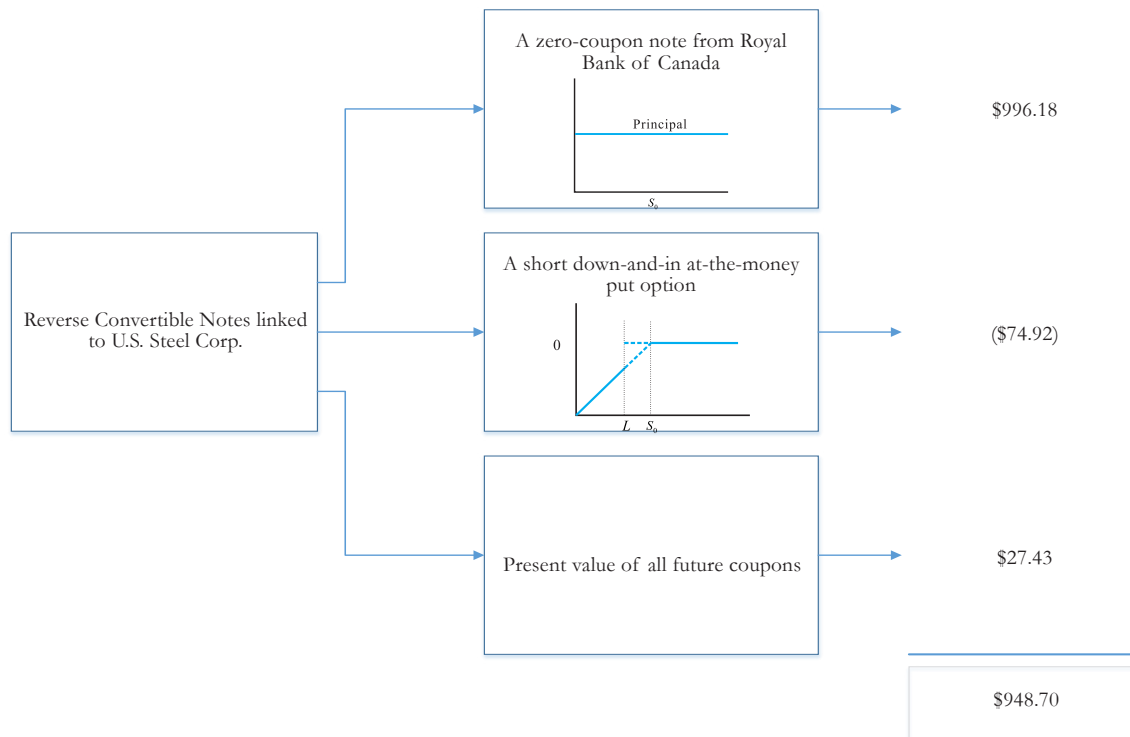 A zero-coupon note from Royal
Bank of Canada
Principal
S₀
$996.18
Reverse Convertible Notes linked
to U.S. Steel Corp.
A short down-and-in at-the-money
put option
0
L S₀
($74.92)
Present value of all future coupons
$27.43
$948.70